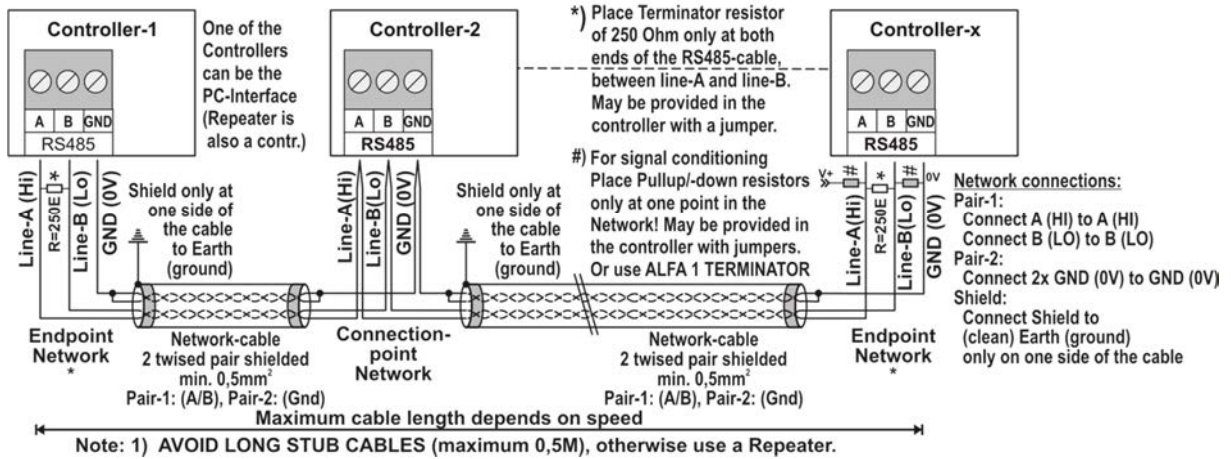 Controller-1
A B GND
RS485
One of the
Controllers
can be the
PC-Interface
(Repeater is
also a contr.)
Controller-2
A B GND
RS485
*) Place Terminator resistor
of 250 Ohm only at both
ends of the RS485-cable,
between line-A and line-B.
May be provided in the
controller with a jumper.
#) For signal conditioning
Place Pullup/-down resistors
only at one point in the
Network! May be provided in
the controller with jumpers.
Or use ALFA 1 TERMINATOR
Controller-x
A B GND
RS485
Line-A (Hi)
R=250E
*
Line-B (Lo)
GND (0V)
Shield only at
one side of
the cable
to Earth
(ground)
Line-A(Hi)
Line-B(Lo)
GND (0V)
Shield only at
one side of
the cable
to Earth
(ground)
V+
#
*
#
0V
Line-A(Hi)
R=250E
Line-B(Lo)
GND (0V)
Network connections:
Pair-1:
Connect A (HI) to A (HI)
Connect B (LO) to B (LO)
Pair-2:
Connect 2x GND (0V) to GND (0V)
Shield:
Connect Shield to
(clean) Earth (ground)
only on one side of the cable
Endpoint
Network
*
Network-cable
2 twised pair shielded
min. 0,5mm²
Pair-1: (A/B), Pair-2: (Gnd)
Connection-
point
Network
Network-cable
2 twised pair shielded
min. 0,5mm²
Pair-1: (A/B), Pair-2: (Gnd)
Endpoint
Network
*
Maximum cable length depends on speed
Note: 1) AVOID LONG STUB CABLES (maximum 0,5M), otherwise use a Repeater.